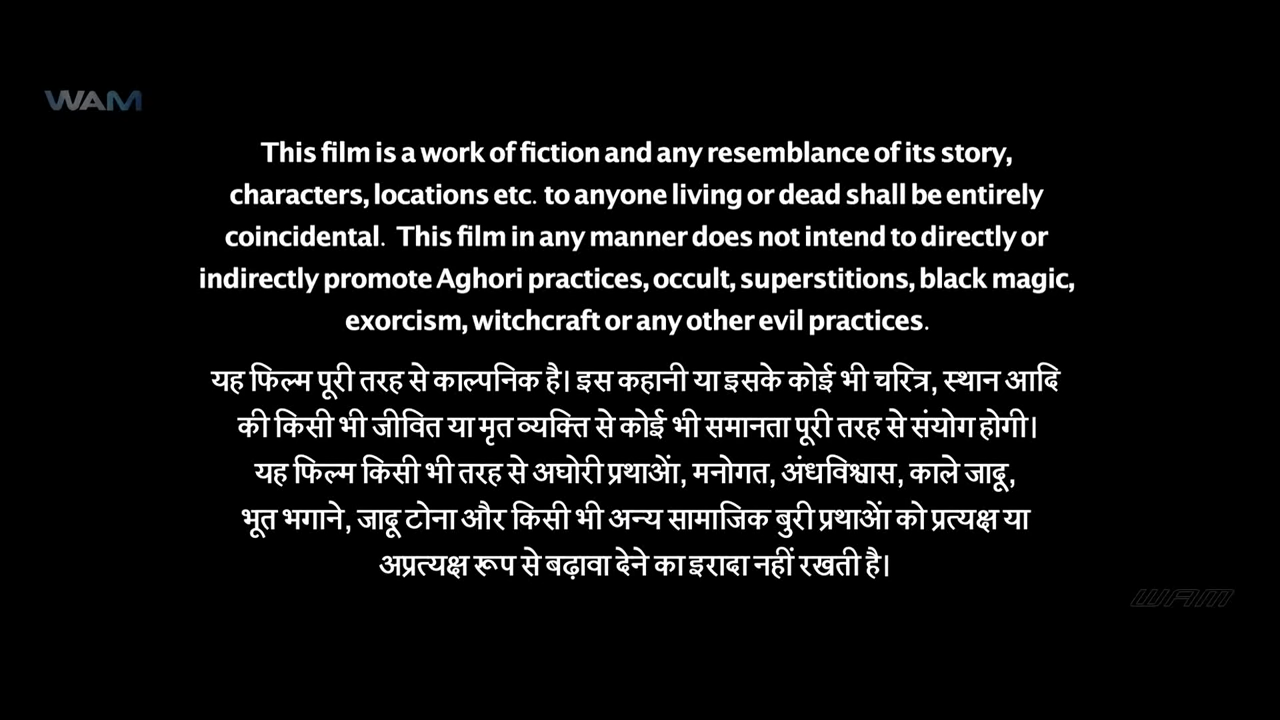 WAM
This film is a work of fiction and any resemblance of its story,
characters, locations etc. to anyone living or dead shall be entirely
coincidental. This film in any manner does not intend to directly or
indirectly promote Aghori practices, occult, superstitions, black magic,
exorcism, witchcraft or any other evil practices.
यह फिल्म पूरी तरह से काल्पनिक है। इस कहानी या इसके कोई भी चरित्र, स्थान आदि
की किसी भी जीवित या मृत व्यक्ति से कोई भी समानता पूरी तरह से संयोग होगी।
यह फिल्म किसी भी तरह से अघोरी प्रथाओं, मनोगत, अंधविश्वास, काले जादू,
भूत भगाने, जादू टोना और किसी भी अन्य सामाजिक बुरी प्रथाओं को प्रत्यक्ष या
अप्रत्यक्ष रूप से बढ़ावा देने का इरादा नहीं रखती है।
WAM